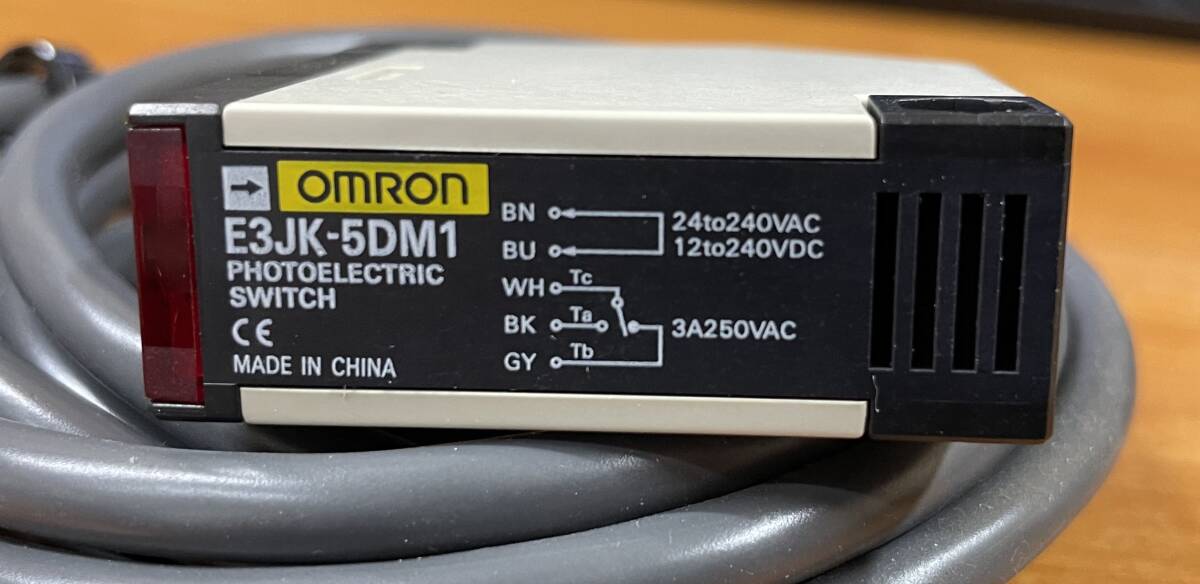 OMRON
E3JK-5DM1
PHOTOELECTRIC
SWITCH
CE
MADE IN CHINA
BN 24to240VAC
BU 12to240VDC
WH Tc
BK Ta 3A250VAC
GY Tb